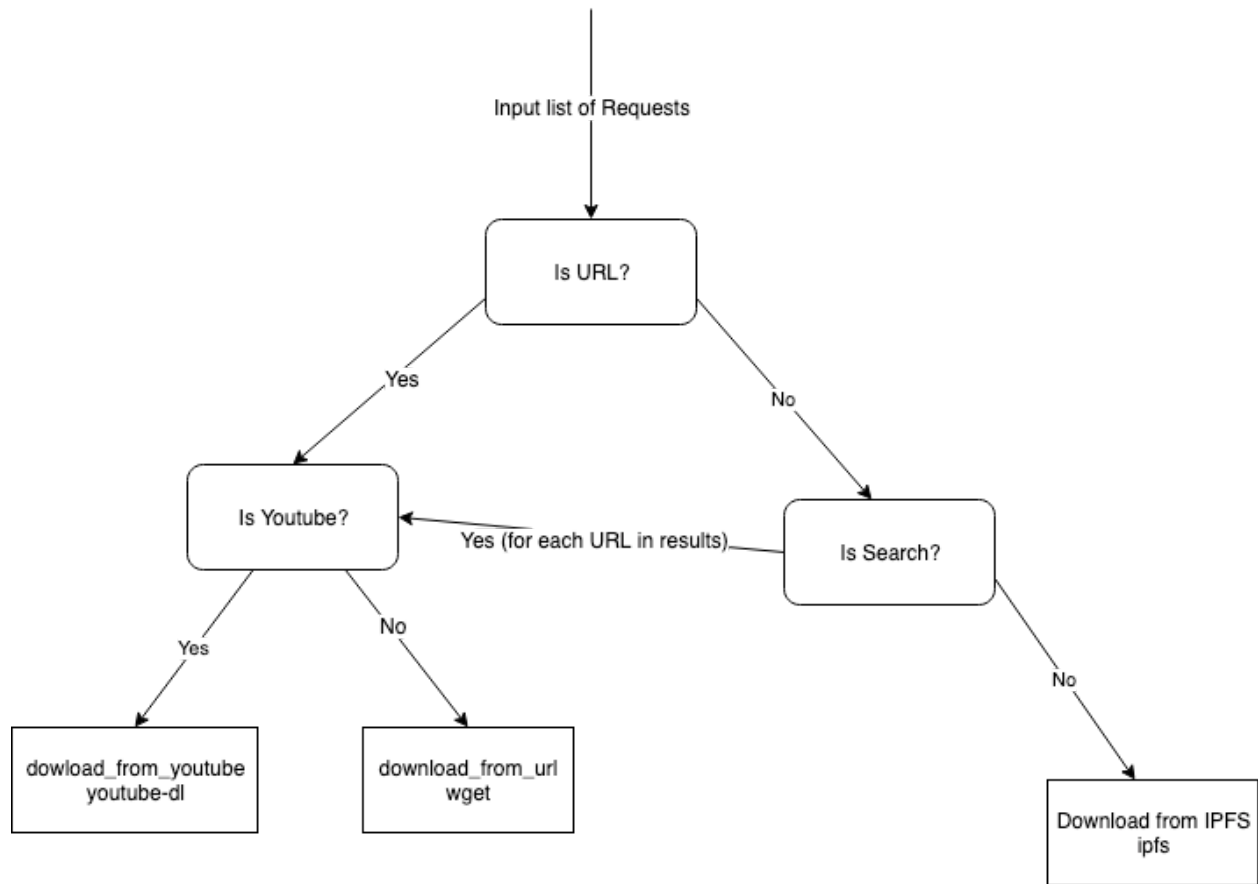 Input list of Requests
Is URL?
Yes
No
Is Youtube?
Yes (for each URL in results)
Is Search?
Yes
No
No
dowload_from_youtube
youtube-dl
download_from_url
wget
Download from IPFS
ipfs